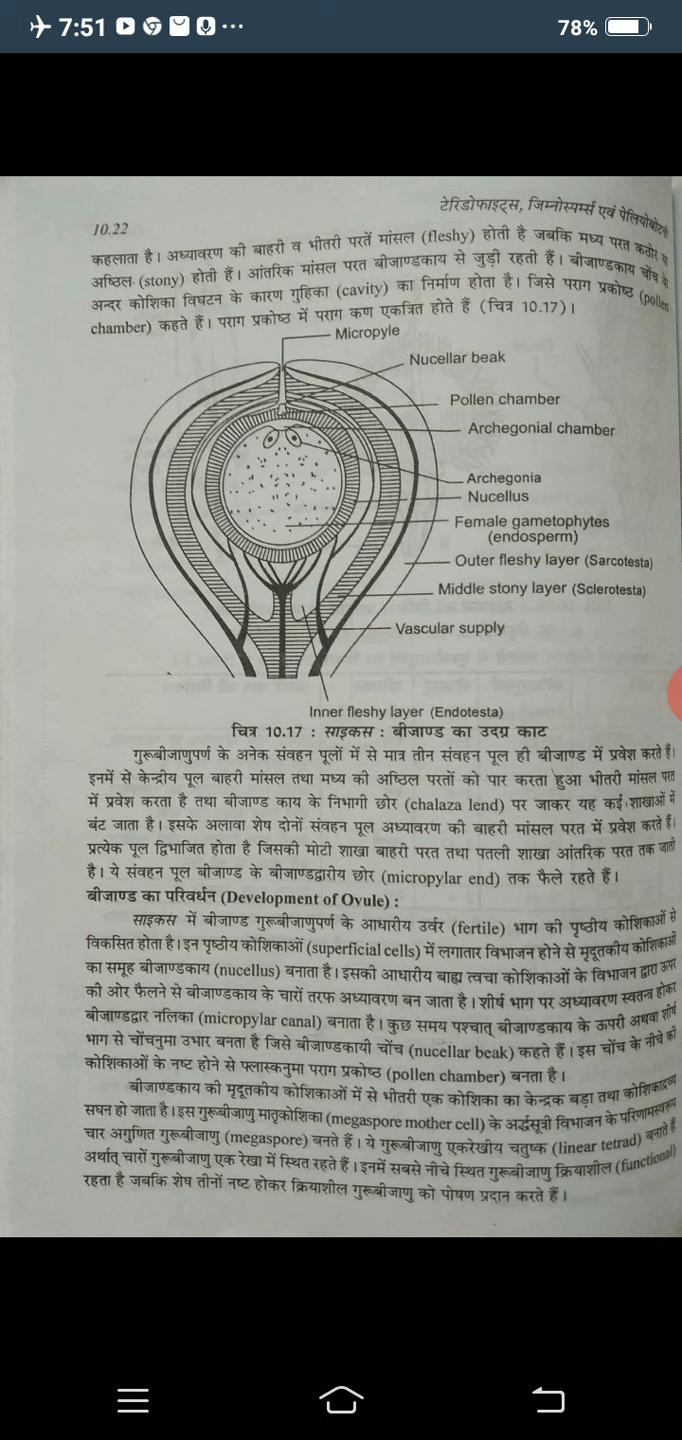 7:51
78%
टेरिडोफाइट्स, जिम्नोस्पर्म्स एवं पेलियोबोटनी
10.22
कहलाता है। अध्यावरण की बाहरी व भीतरी परतें मांसल (fleshy) होती है जबकि मध्य परत कठोर या
अष्ठिल (stony) होती हैं। आंतरिक मांसल परत बीजाण्डकाय से जुड़ी रहती हैं। बीजाण्डकाय चोंच के
अन्दर कोशिका विघटन के कारण गुहिका (cavity) का निर्माण होता है। जिसे पराग प्रकोष्ठ (pollen
chamber) कहते हैं। पराग प्रकोष्ठ में पराग कण एकत्रित होते हैं (चित्र 10.17)।
Micropyle
Nucellar beak
Pollen chamber
Archegonial chamber
Archegonia
Nucellus
Female gametophytes
(endosperm)
Outer fleshy layer (Sarcotesta)
Middle stony layer (Sclerotesta)
Vascular supply
Inner fleshy layer (Endotesta)
चित्र 10.17 : साइकस : बीजाण्ड का उदग्र काट
गुरूबीजाणुपर्ण के अनेक संवहन पूलों में से मात्र तीन संवहन पूल ही बीजाण्ड में प्रवेश करते हैं।
इनमें से केन्द्रीय पूल बाहरी मांसल तथा मध्य की अष्ठिल परतों को पार करता हुआ भीतरी मांसल परत
में प्रवेश करता है तथा बीजाण्ड काय के निभागी छोर (chalaza lend) पर जाकर यह कई शाखाओं में
बंट जाता है। इसके अलावा शेष दोनों संवहन पूल अध्यावरण की बाहरी मांसल परत में प्रवेश करते हैं।
प्रत्येक पूल द्विभाजित होता है जिसकी मोटी शाखा बाहरी परत तथा पतली शाखा आंतरिक परत तक जाती
है। ये संवहन पूल बीजाण्ड के बीजाण्डद्वारीय छोर (micropylar end) तक फैले रहते हैं।
बीजाण्ड का परिवर्धन (Development of Ovule) :
साइकस में बीजाण्ड गुरूबीजाणुपर्ण के आधारीय उर्वर (fertile) भाग की पृष्ठीय कोशिकाओं से
विकसित होता है। इन पृष्ठीय कोशिकाओं (superficial cells) में लगातार विभाजन होने से मृदूतकीय कोशिकाओं
का समूह बीजाण्डकाय (nucellus) बनाता है। इसकी आधारीय बाह्य त्वचा कोशिकाओं के विभाजन द्वारा ऊपर
की ओर फैलने से बीजाण्डकाय के चारों तरफ अध्यावरण बन जाता है। शीर्ष भाग पर अध्यावरण स्वतन्त्र होकर
बीजाण्डद्वार नलिका (micropylar canal) बनाता है। कुछ समय पश्चात् बीजाण्डकाय के ऊपरी अथवा शीर्ष
भाग से चोंचनुमा उभार बनता है जिसे बीजाण्डकायी चोंच (nucellar beak) कहते हैं। इस चोंच के नीचे की
कोशिकाओं के नष्ट होने से फ्लास्कनुमा पराग प्रकोष्ठ (pollen chamber) बनता है।
बीजाण्डकाय की मृदूतकीय कोशिकाओं में से भीतरी एक कोशिका का केन्द्रक बड़ा तथा कोशिकाद्रव्य
सघन हो जाता है। इस गुरूबीजाणु मातृकोशिका (megaspore mother cell) के अर्द्धसूत्री विभाजन के परिणामस्वरूप
चार अगुणित गुरूबीजाणु (megaspore) बनते हैं। ये गुरूबीजाणु एकरेखीय चतुष्क (linear tetrad) बनाते हैं
अर्थात् चारों गुरूबीजाणु एक रेखा में स्थित रहते हैं। इनमें सबसे नीचे स्थित गुरूबीजाणु क्रियाशील (functional)
रहता है जबकि शेष तीनों नष्ट होकर क्रियाशील गुरूबीजाणु को पोषण प्रदान करते हैं।